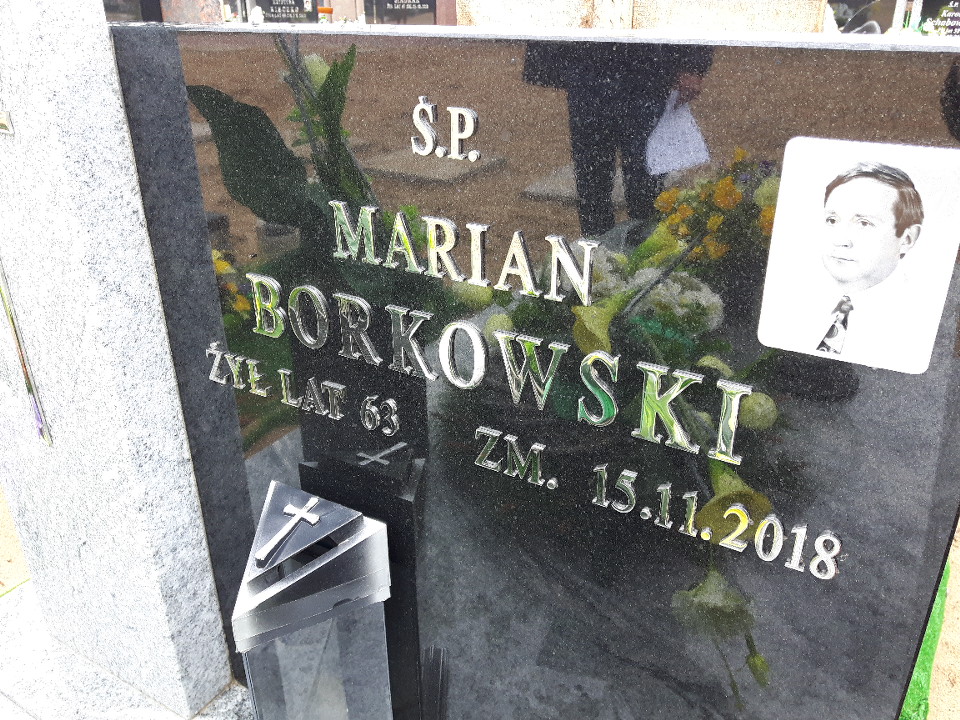 Ś.P.
MARIAN
BORKOWSKI
ŻYŁ LAT 63
ZM. 15.11.2018